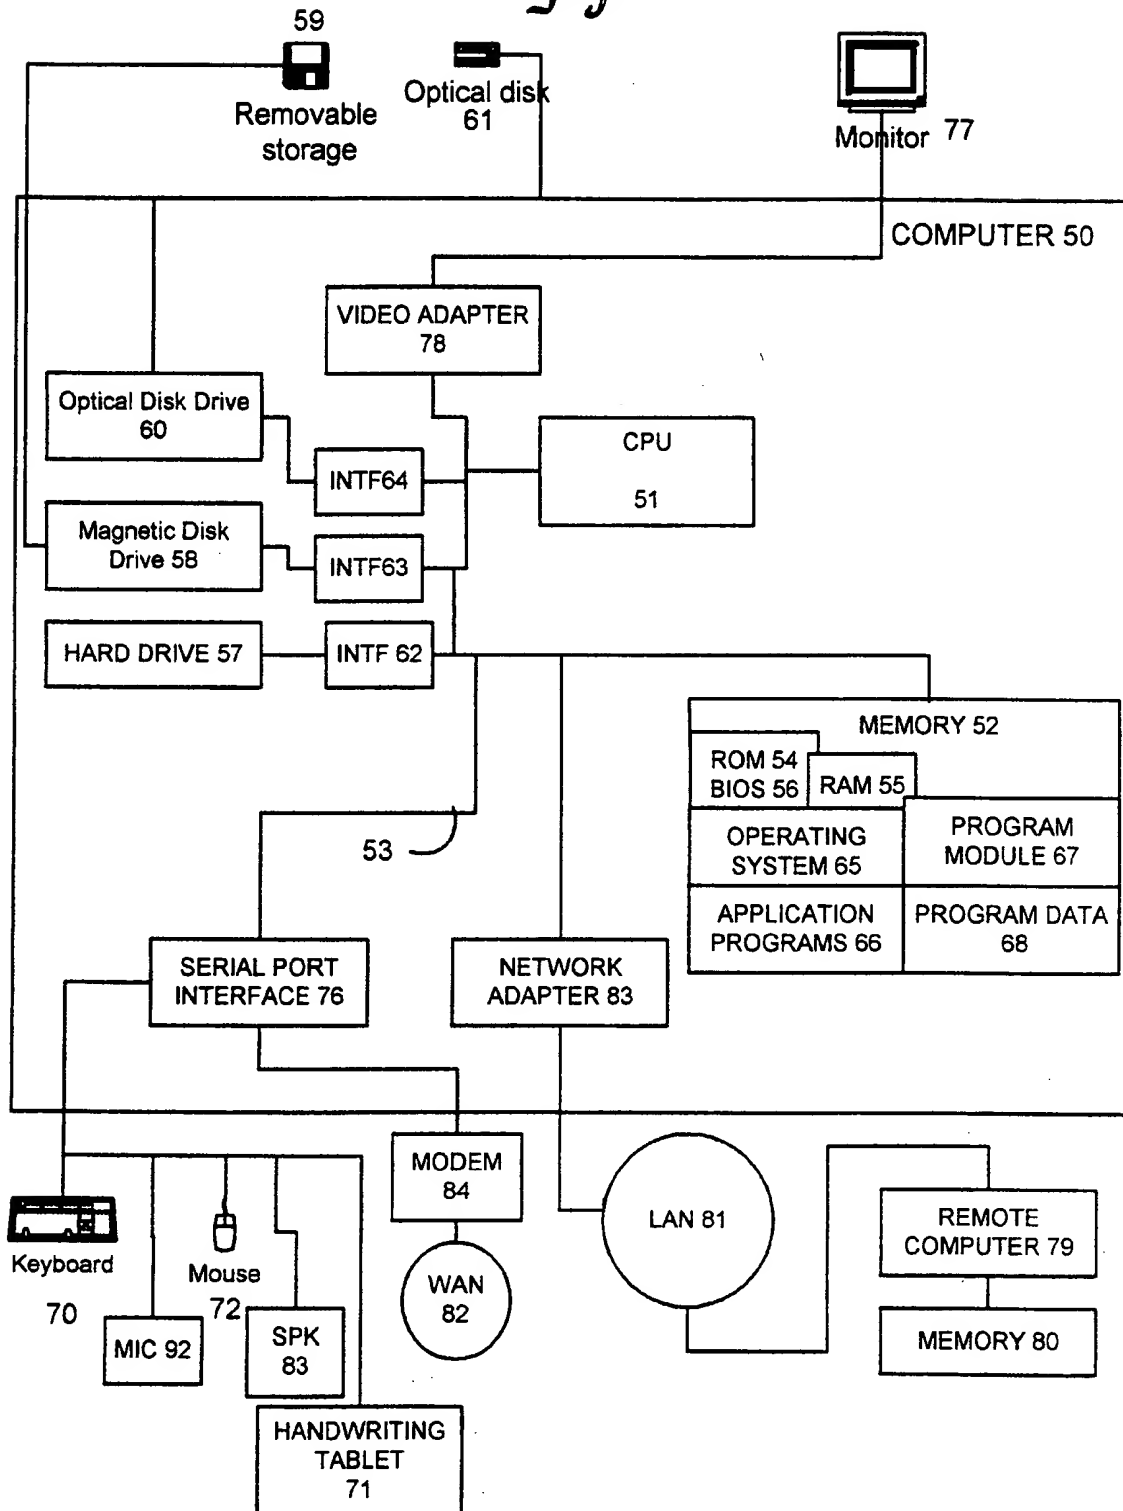 59
Removable
storage
Optical disk
61
Monitor 77
COMPUTER 50
VIDEO ADAPTER
78
Optical Disk Drive
60
CPU
51
INTF64
Magnetic Disk
Drive 58
INTF63
HARD DRIVE 57
INTF 62
MEMORY 52
ROM 54
BIOS 56
RAM 55
OPERATING
SYSTEM 65
PROGRAM
MODULE 67
APPLICATION
PROGRAMS 66
PROGRAM DATA
68
53
SERIAL PORT
INTERFACE 76
NETWORK
ADAPTER 83
MODEM
84
LAN 81
REMOTE
COMPUTER 79
MEMORY 80
WAN
82
Keyboard
70
Mouse
72
MIC 92
SPK
83
HANDWRITING
TABLET
71